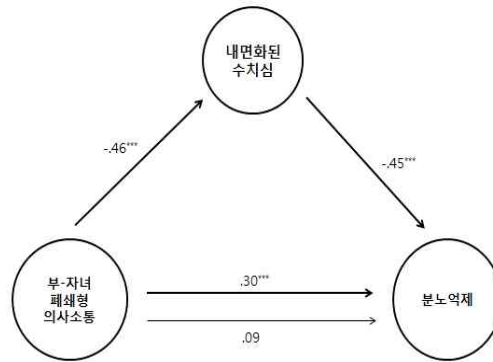 내면화된
수치심
-.46***
-.45***
부-자녀
폐쇄형
의사소통
.30***
.09
분노억제